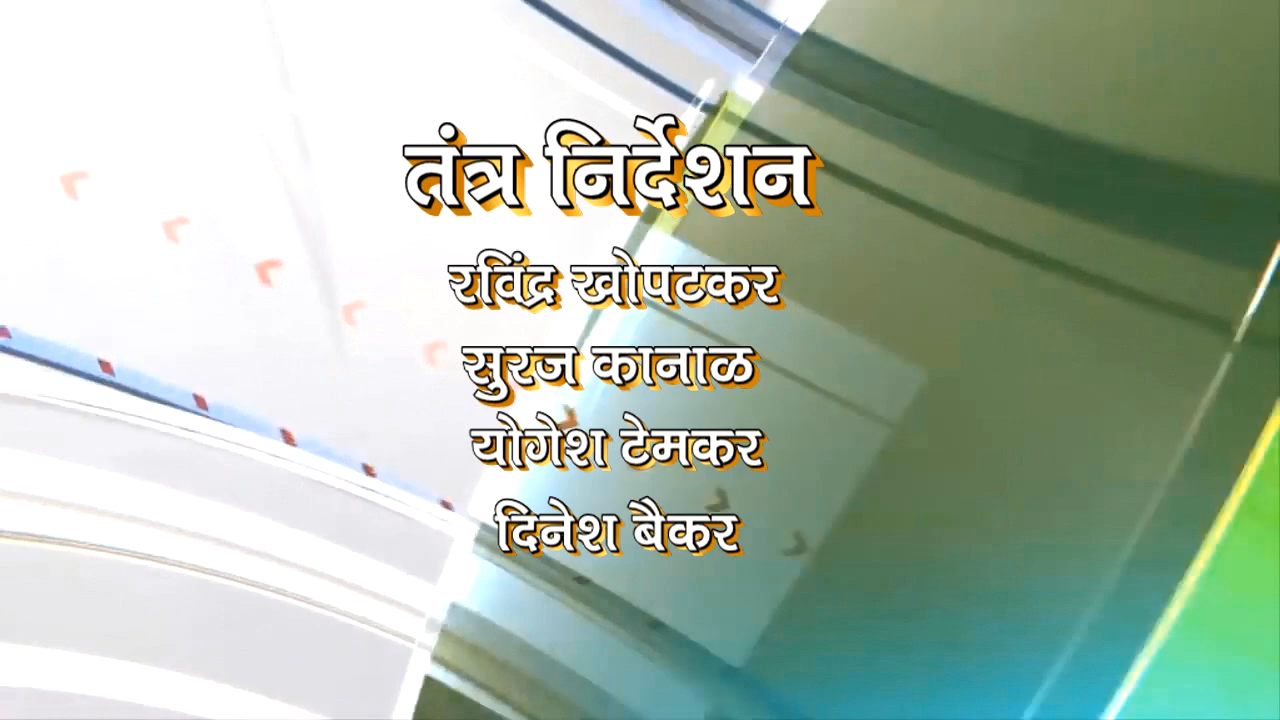 तंत्र निर्देशन
रविंद्र खोपटकर
सुरज कानाळ
योगेश टेमकर
दिनेश बैकर